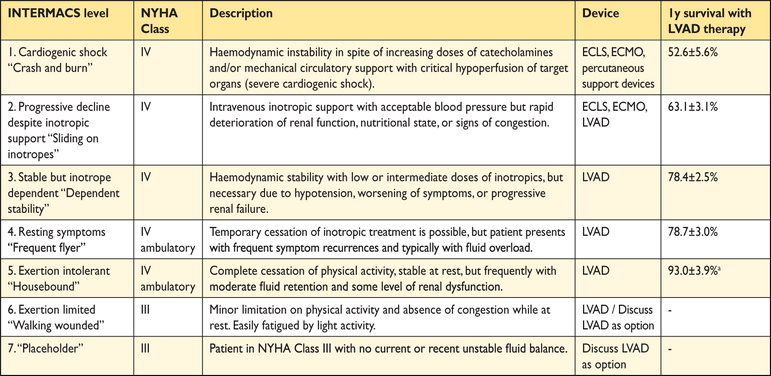 INTERMACS level
NYHA
Class
Description
Device
1y survival with
LVAD therapy
1. Cardiogenic shock
“Crash and burn”
IV
Haemodynamic instability in spite of increasing doses of catecholamines
and/or mechanical circulatory support with critical hypoperfusion of target
organs (severe cardiogenic shock).
ECLS, ECMO,
percutaneous
support devices
52.6±5.6%
2. Progressive decline
despite inotropic
support “Sliding on
inotropes”
IV
Intravenous inotropic support with acceptable blood pressure but rapid
deterioration of renal function, nutritional state, or signs of congestion.
ECLS, ECMO,
LVAD
63.1±3.1%
3. Stable but inotrope
dependent “Dependent
stability”
IV
Haemodynamic stability with low or intermediate doses of inotropics, but
necessary due to hypotension, worsening of symptoms, or progressive
renal failure.
LVAD
78.4±2.5%
4. Resting symptoms
“Frequent flyer”
IV
ambulatory
Temporary cessation of inotropic treatment is possible, but patient presents
with frequent symptom recurrences and typically with fluid overload.
LVAD
78.7±3.0%
5. Exertion intolerant
“Housebound”
IV
ambulatory
Complete cessation of physical activity, stable at rest, but frequently with
moderate fluid retention and some level of renal dysfunction.
LVAD
93.0±3.9%ª
6. Exertion limited
“Walking wounded”
III
Minor limitation on physical activity and absence of congestion while at
rest. Easily fatigued by light activity.
LVAD / Discuss
LVAD as option
-
7. “Placeholder”
III
Patient in NYHA Class III with no current or recent unstable fluid balance.
Discuss LVAD
as option
-